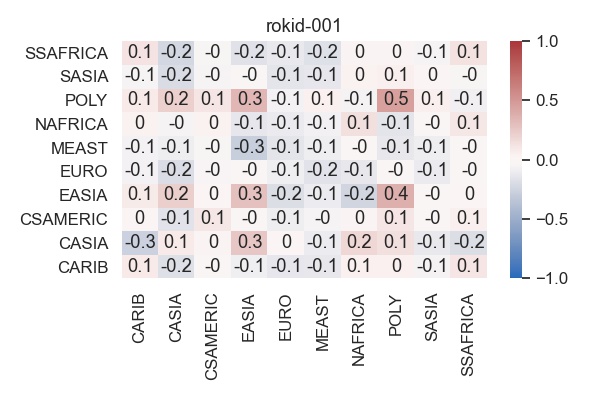 rokid-001
SSAFRICA 0.1 -0.2 -0 -0.2 -0.1 -0.2 0 0 -0.1 0.1
SASIA -0.1 -0.2 -0 -0 -0.1 -0.1 0 0.1 0 -0
POLY 0.1 0.2 0.1 0.3 -0.1 0.1 -0.1 0.5 0.1 -0.1
NAFRICA 0 -0 0 -0.1 -0.1 -0.1 0.1 -0.1 -0 0.1
MEAST -0.1 -0.1 -0 -0.3 -0.1 -0.1 -0 -0.1 -0.1 -0
EURO -0.1 -0.2 -0 -0 -0.1 -0.2 -0.1 -0 -0.1 -0
EASIA 0.1 0.2 0 0.3 -0.2 -0.1 -0.2 0.4 -0 0
CSAMERIC 0 -0.1 0.1 -0 -0.1 -0 0 0.1 -0 0.1
CASIA -0.3 0.1 0 0.3 0 -0.1 0.2 0.1 -0.1 -0.2
CARIB 0.1 -0.2 -0 -0.1 -0.1 -0.1 0.1 0 -0.1 0.1
CARIB CASIA CSAMERIC EASIA EURO MEAST NAFRICA POLY SASIA SSAFRICA
1.0
0.5
0.0
−0.5
−1.0